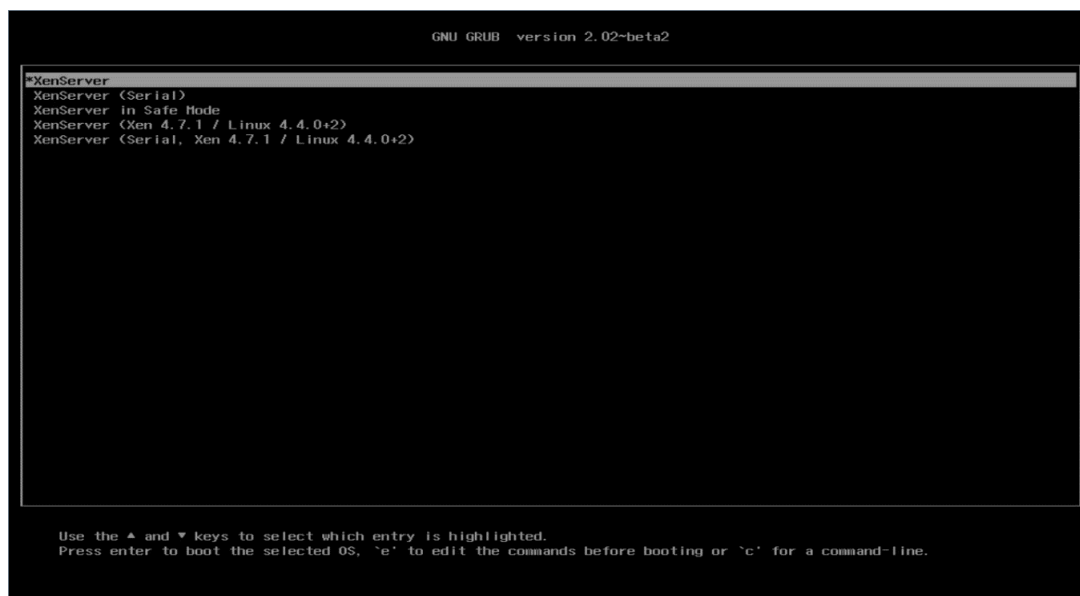 GNU GRUB  version 2.02~beta2
*XenServer
XenServer (Serial)
XenServer in Safe Mode
XenServer (Xen 4.7.1 / Linux 4.4.0+2)
XenServer (Serial, Xen 4.7.1 / Linux 4.4.0+2)
Use the ▲ and ▼ keys to select which entry is highlighted.
Press enter to boot the selected OS, `e' to edit the commands before booting or `c' for a command-line.